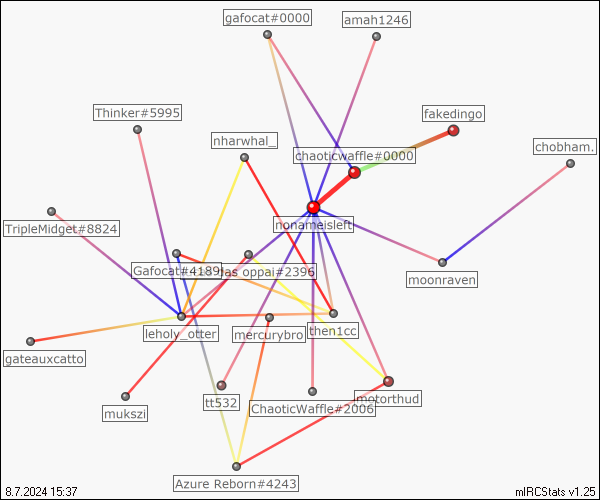 gafocat#0000
amah1246
Thinker#5995
fakedingo
nharwhal_
chaoticwaffle#0000
chobham.
nonameisleft
TripleMidget#8824
Gafocat#4189
oppai#2396
moonraven
leholy_otter
mercurybro
then1cc
gateauxcatto
tt532
ChaoticWaffle#2006
motorthud
mukszi
Azure Reborn#4243
8.7.2024 15:37
mIRCStats v1.25